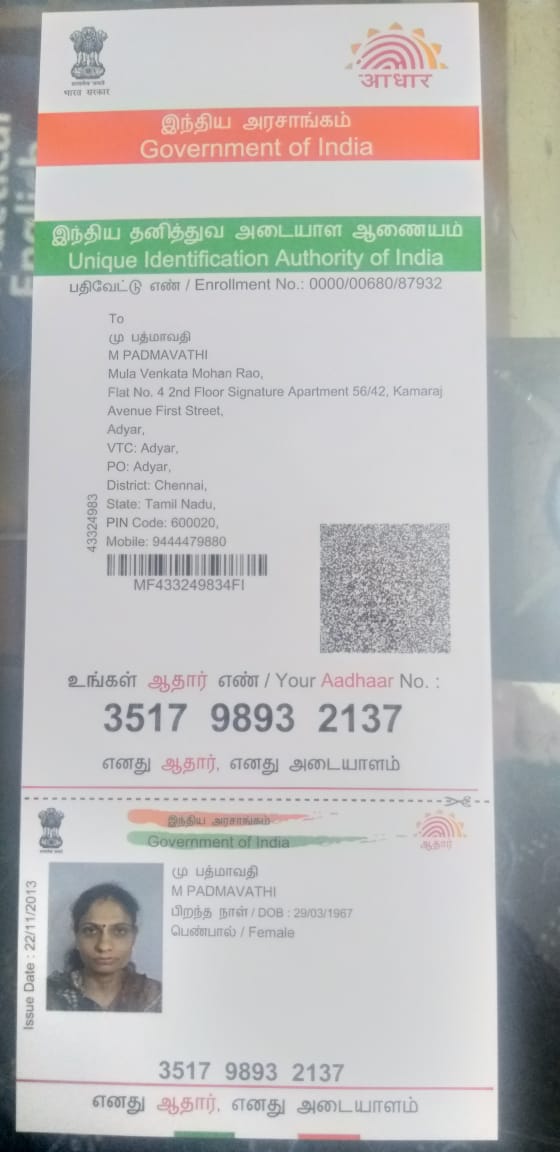 भारत सरकार
आधार
இந்திய அரசாங்கம்
Government of India
இந்திய தனித்துவ அடையாள ஆணையம்
Unique Identification Authority of India
பதிவேட்டு எண் / Enrollment No.: 0000/00680/87932
To
மு பத்மாவதி
M PADMAVATHI
Mula Venkata Mohan Rao,
Flat No. 4 2nd Floor Signature Apartment 56/42, Kamaraj
Avenue First Street,
Adyar,
VTC: Adyar,
PO: Adyar,
District: Chennai,
State: Tamil Nadu,
PIN Code: 600020,
Mobile: 9444479880
43324983
MF433249834FI
உங்கள் ஆதார் எண் / Your Aadhaar No. :
3517 9893 2137
எனது ஆதார், எனது அடையாளம்
இந்திய அரசாங்கம்
Government of India
ஆதார்
மு பத்மாவதி
M PADMAVATHI
பிறந்த நாள் / DOB : 29/03/1967
பெண்பால் / Female
Issue Date : 22/11/2013
3517 9893 2137
எனது ஆதார், எனது அடையாளம்